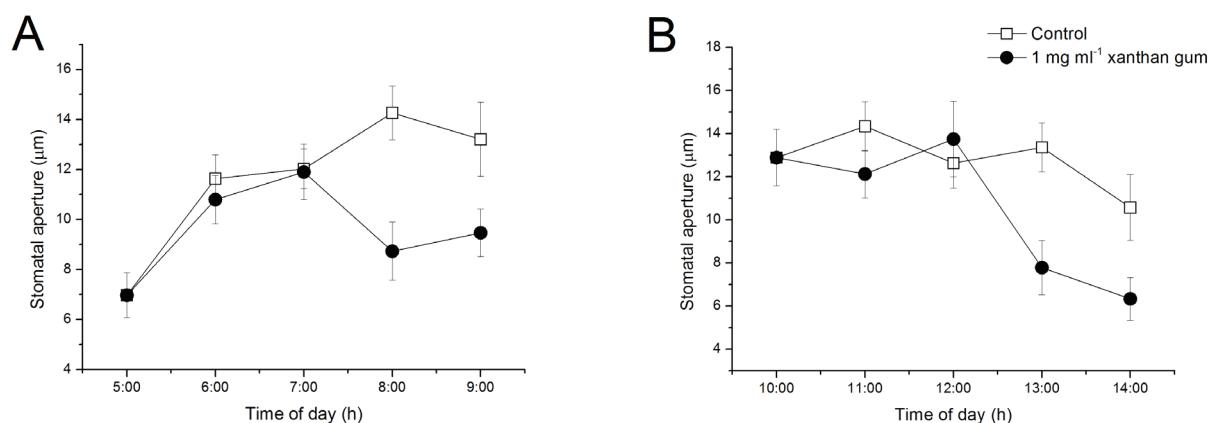 A
16
14
12
10
8
6
4
Stomatal aperture (μm)
5:00 6:00 7:00 8:00 9:00
Time of day (h)
B
Control
1 mg ml⁻¹ xanthan gum
18
16
14
12
10
8
6
4
Stomatal aperture (μm)
10:00 11:00 12:00 13:00 14:00
Time of day (h)